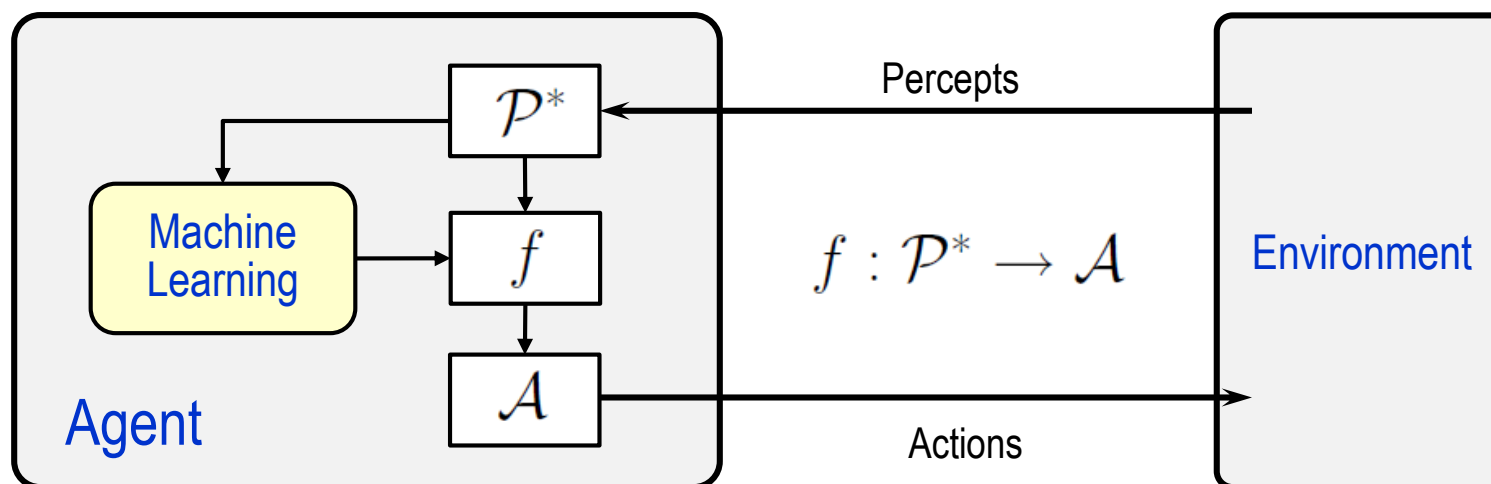 Percepts
𝒫*
Machine
Learning
f
f : 𝒫* → 𝒜
Environment
𝒜
Agent
Actions